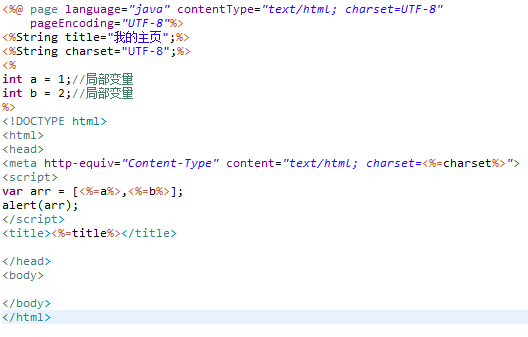 <%@ page language="java" contentType="text/html; charset=UTF-8"
    pageEncoding="UTF-8"%>
<%String title="我的主页";%>
<%String charset="UTF-8";%>
<%
int a = 1;//局部变量
int b = 2;//局部变量
%>
<!DOCTYPE html>
<html>
<head>
<meta http-equiv="Content-Type" content="text/html; charset=<%=charset%>">
<script>
var arr = [<%=a%>,<%=b%>];
alert(arr);
</script>
<title><%=title%></title>
</head>
<body>
</body>
</html>